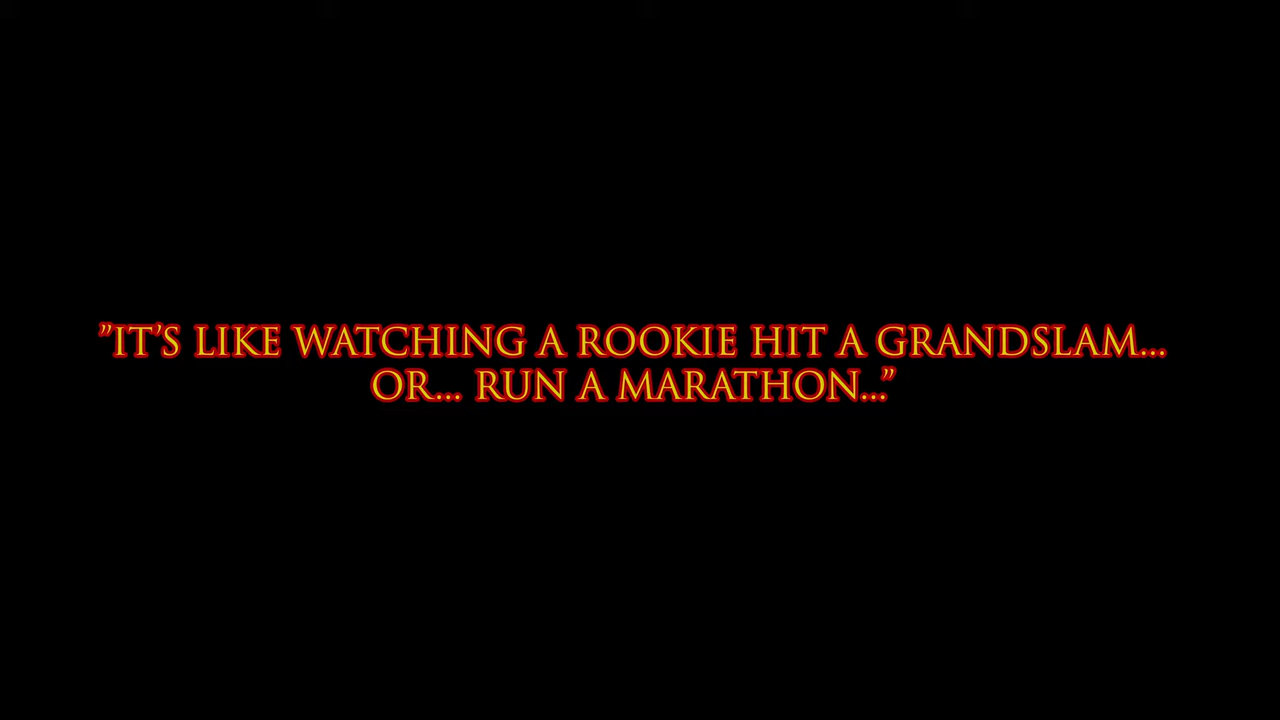 ”IT’S LIKE WATCHING A ROOKIE HIT A GRANDSLAM...
OR... RUN A MARATHON...”